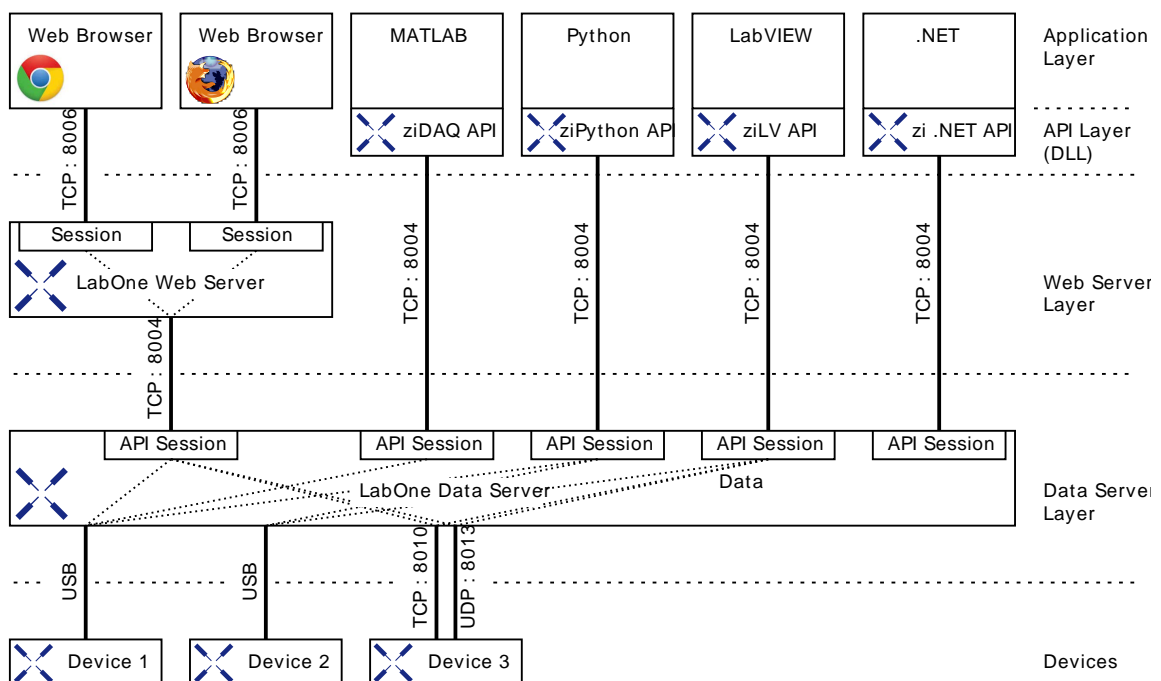 Web Browser
Web Browser
MATLAB
Python
LabVIEW
.NET
Application
Layer
ziDAQ API
ziPython API
ziLV API
zi .NET API
API Layer
(DLL)
TCP : 8006
TCP : 8006
Session
Session
LabOne Web Server
TCP : 8004
TCP : 8004
TCP : 8004
TCP : 8004
Web Server
Layer
TCP : 8004
API Session
API Session
API Session
API Session
API Session
LabOne Data Server
Data
Data Server
Layer
USB
USB
TCP : 8010
UDP : 8013
Device 1
Device 2
Device 3
Devices